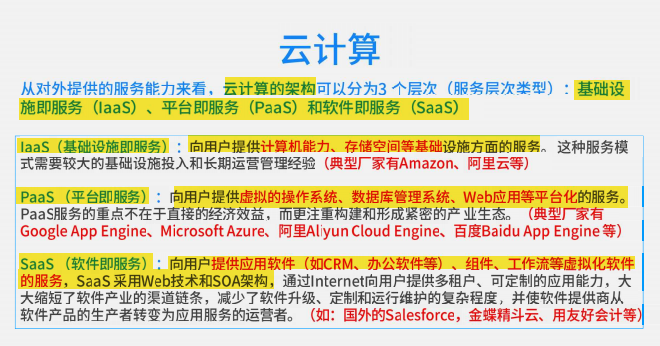 云计算
从对外提供的服务能力来看，云计算的架构可以分为3 个层次（服务层次类型）：基础设
施即服务（IaaS）、平台即服务（PaaS）和软件即服务（SaaS）
IaaS（基础设施即服务）：向用户提供计算机能力、存储空间等基础设施方面的服务。这种服务模
式需要较大的基础设施投入和长期运营管理经验（典型厂家有Amazon、阿里云等）
PaaS （平台即服务）：向用户提供虚拟的操作系统、数据库管理系统、Web应用等平台化的服务。
PaaS服务的重点不在于直接的经济效益，而更注重构建和形成紧密的产业生态。（典型厂家有
Google App Engine、Microsoft Azure、阿里Aliyun Cloud Engine、百度Baidu App Engine 等）
SaaS （软件即服务）：向用户提供应用软件（如CRM、办公软件等）、组件、工作流等虚拟化软件
的服务，SaaS 采用Web技术和SOA架构，通过Internet向用户提供多租户、可定制的应用能力，大
大缩短了软件产业的渠道链条，减少了软件升级、定制和运行维护的复杂程度，并使软件提供商从
软件产品的生产者转变为应用服务的运营者。（如：国外的Salesforce，金蝶精斗云、用友好会计等）